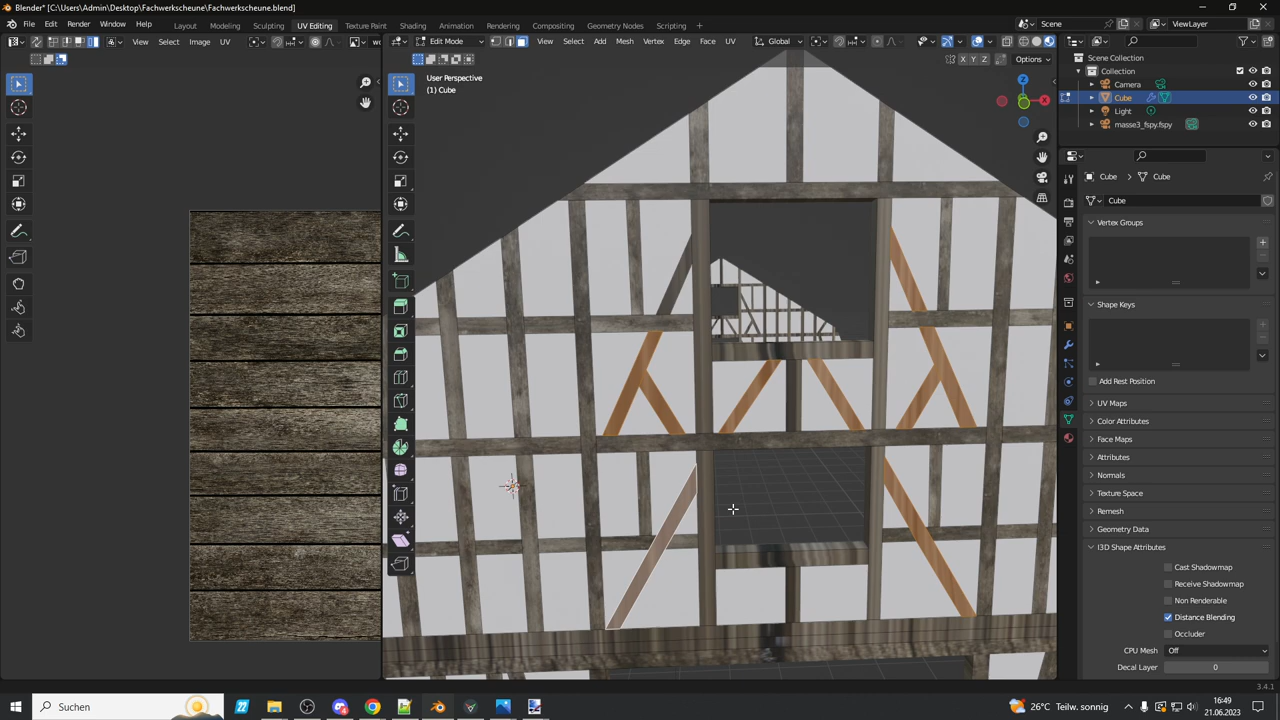 Blender* [C:\Users\Admin\Desktop\Fachwerkscheune\Fachwerkscheune.blend]
File Edit Render Window Help Layout Modeling Sculpting UV Editing Texture Paint Shading Animation Rendering Compositing Geometry Nodes Scripting + Scene ViewLayer
View Select Image UV Edit Mode View Select Add Mesh Vertex Edge Face UV Global
X Y Z Options
User Perspective
(1) Cube
Z
X
Scene Collection
Collection
Camera
Cube
Light
masse3_fspy.fspy
Cube Cube
Cube
Vertex Groups
Shape Keys
Add Rest Position
UV Maps
Color Attributes
Face Maps
Attributes
Normals
Texture Space
Remesh
Geometry Data
I3D Shape Attributes
Cast Shadowmap
Receive Shadowmap
Non Renderable
Distance Blending
Occluder
CPU Mesh Off
Decal Layer 0
3.4.1
Suchen
26°C Teilw. sonnig
16:49
21.06.2023